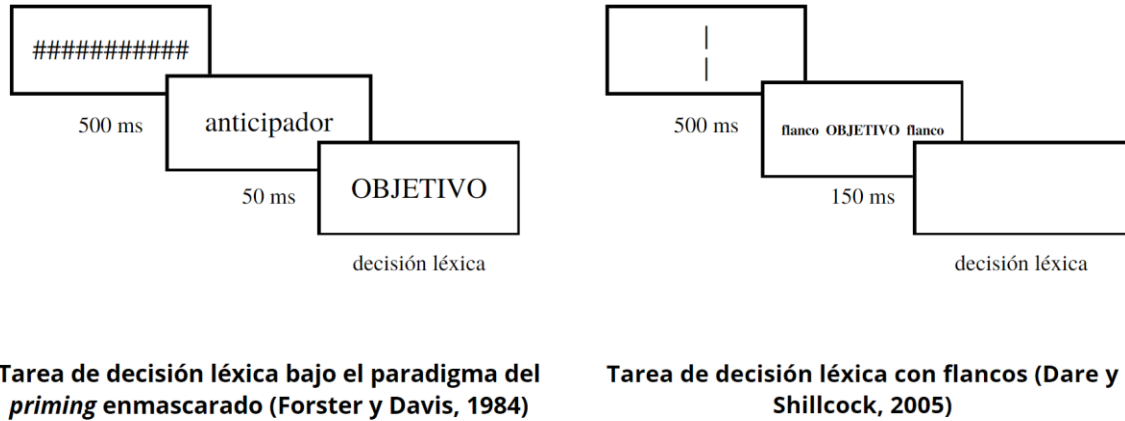 ###########
500 ms
anticipador
50 ms
OBJETIVO
decisión léxica
Tarea de decisión léxica bajo el paradigma del
priming enmascarado (Forster y Davis, 1984)
|
|
500 ms
flanco OBJETIVO flanco
150 ms
decisión léxica
Tarea de decisión léxica con flancos (Dare y
Shillcock, 2005)